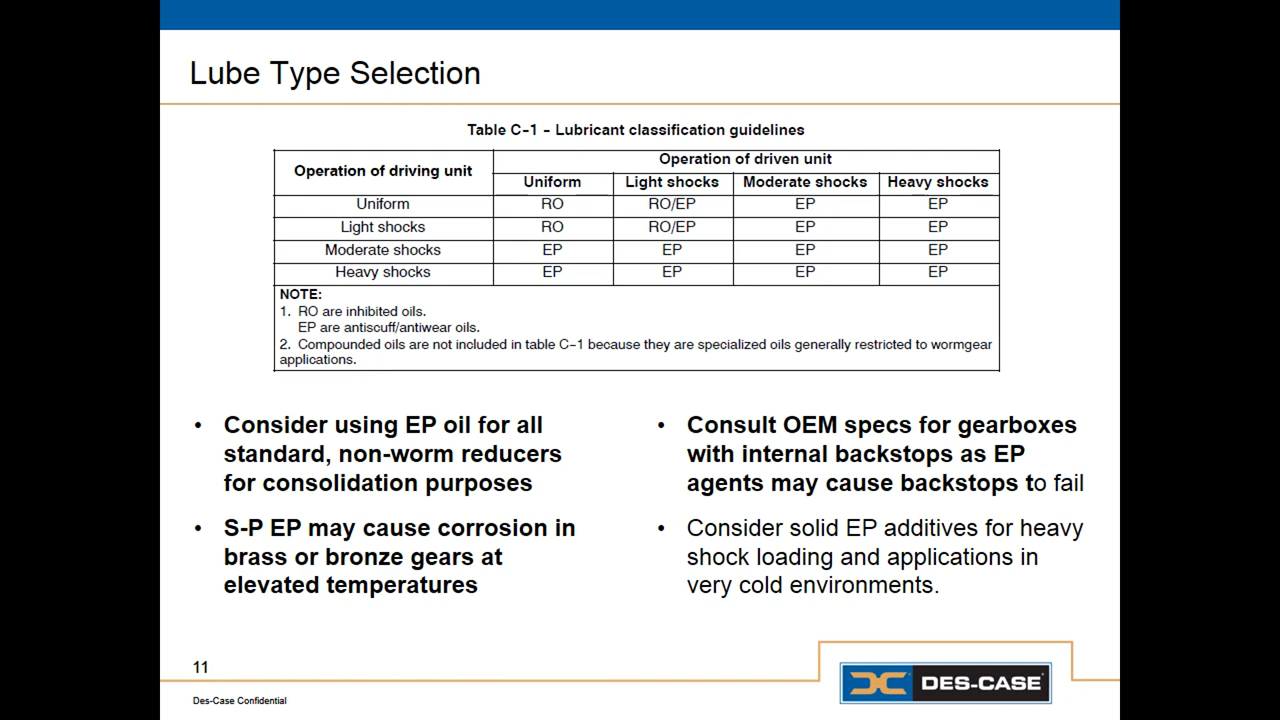 Lube Type Selection
Table C-1 - Lubricant classification guidelines
Operation of driving unit
Operation of driven unit
Uniform Light shocks Moderate shocks Heavy shocks
Uniform RO RO/EP EP EP
Light shocks RO RO/EP EP EP
Moderate shocks EP EP EP EP
Heavy shocks EP EP EP EP
NOTE:
1. RO are inhibited oils.
EP are antiscuff/antiwear oils.
2. Compounded oils are not included in table C-1 because they are specialized oils generally restricted to wormgear
applications.
• Consider using EP oil for all
standard, non-worm reducers
for consolidation purposes
• S-P EP may cause corrosion in
brass or bronze gears at
elevated temperatures
• Consult OEM specs for gearboxes
with internal backstops as EP
agents may cause backstops to fail
• Consider solid EP additives for heavy
shock loading and applications in
very cold environments.
11
Des-Case Confidential
DES-CASE